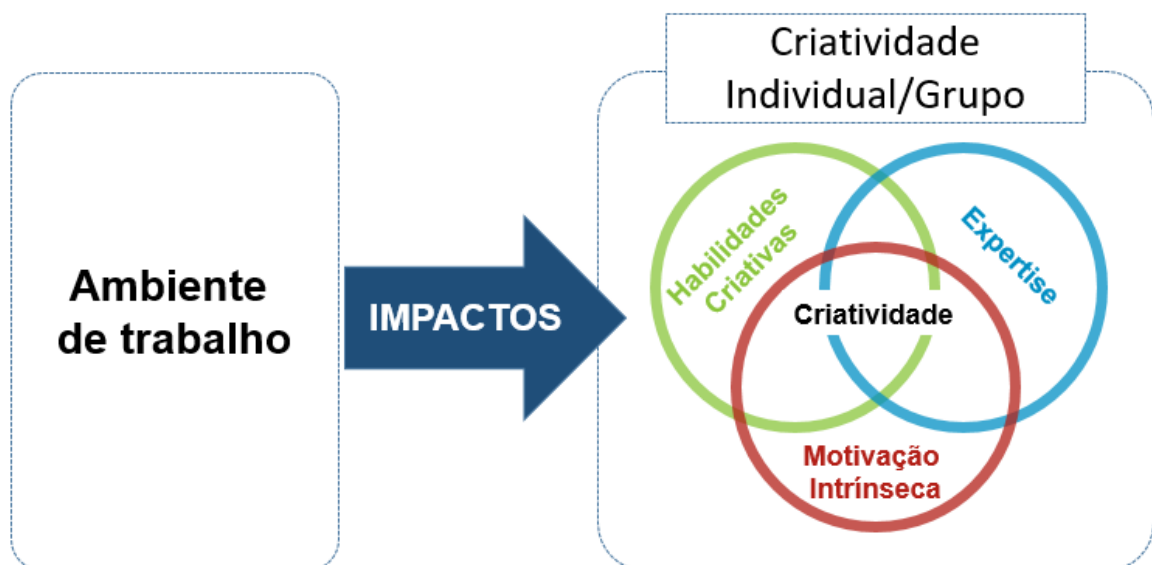 Criatividade
Individual/Grupo
Ambiente
de trabalho
IMPACTOS
Habilidades
Criativas
Expertise
Criatividade
Motivação
Intrínseca